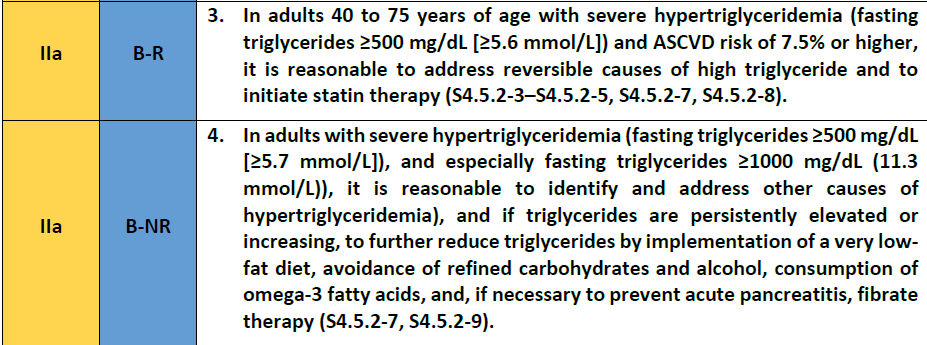 IIa
B-R
3. In adults 40 to 75 years of age with severe hypertriglyceridemia (fasting
triglycerides ≥500 mg/dL [≥5.6 mmol/L]) and ASCVD risk of 7.5% or higher,
it is reasonable to address reversible causes of high triglyceride and to
initiate statin therapy (S4.5.2-3–S4.5.2-5, S4.5.2-7, S4.5.2-8).
IIa
B-NR
4. In adults with severe hypertriglyceridemia (fasting triglycerides ≥500 mg/dL
[≥5.7 mmol/L]), and especially fasting triglycerides ≥1000 mg/dL (11.3
mmol/L)), it is reasonable to identify and address other causes of
hypertriglyceridemia), and if triglycerides are persistently elevated or
increasing, to further reduce triglycerides by implementation of a very low-
fat diet, avoidance of refined carbohydrates and alcohol, consumption of
omega-3 fatty acids, and, if necessary to prevent acute pancreatitis, fibrate
therapy (S4.5.2-7, S4.5.2-9).